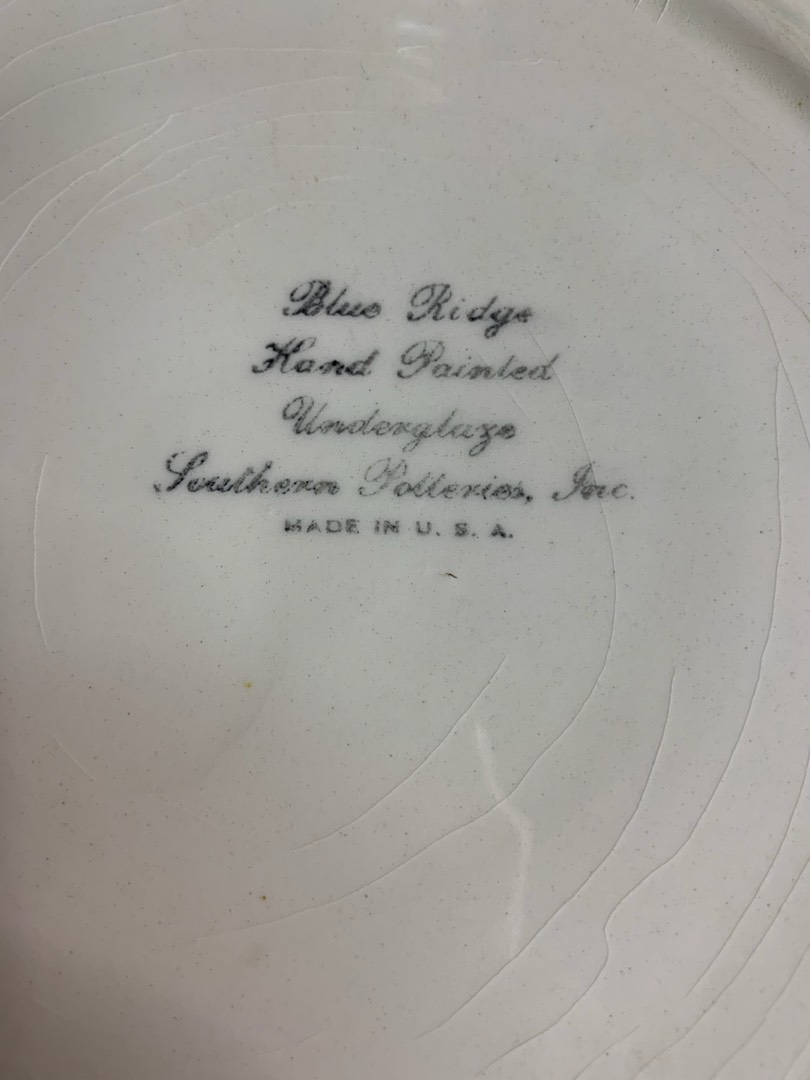 Blue Ridge
Hand Painted
Underglaze
Southern Potteries, Inc.
MADE IN U. S. A.